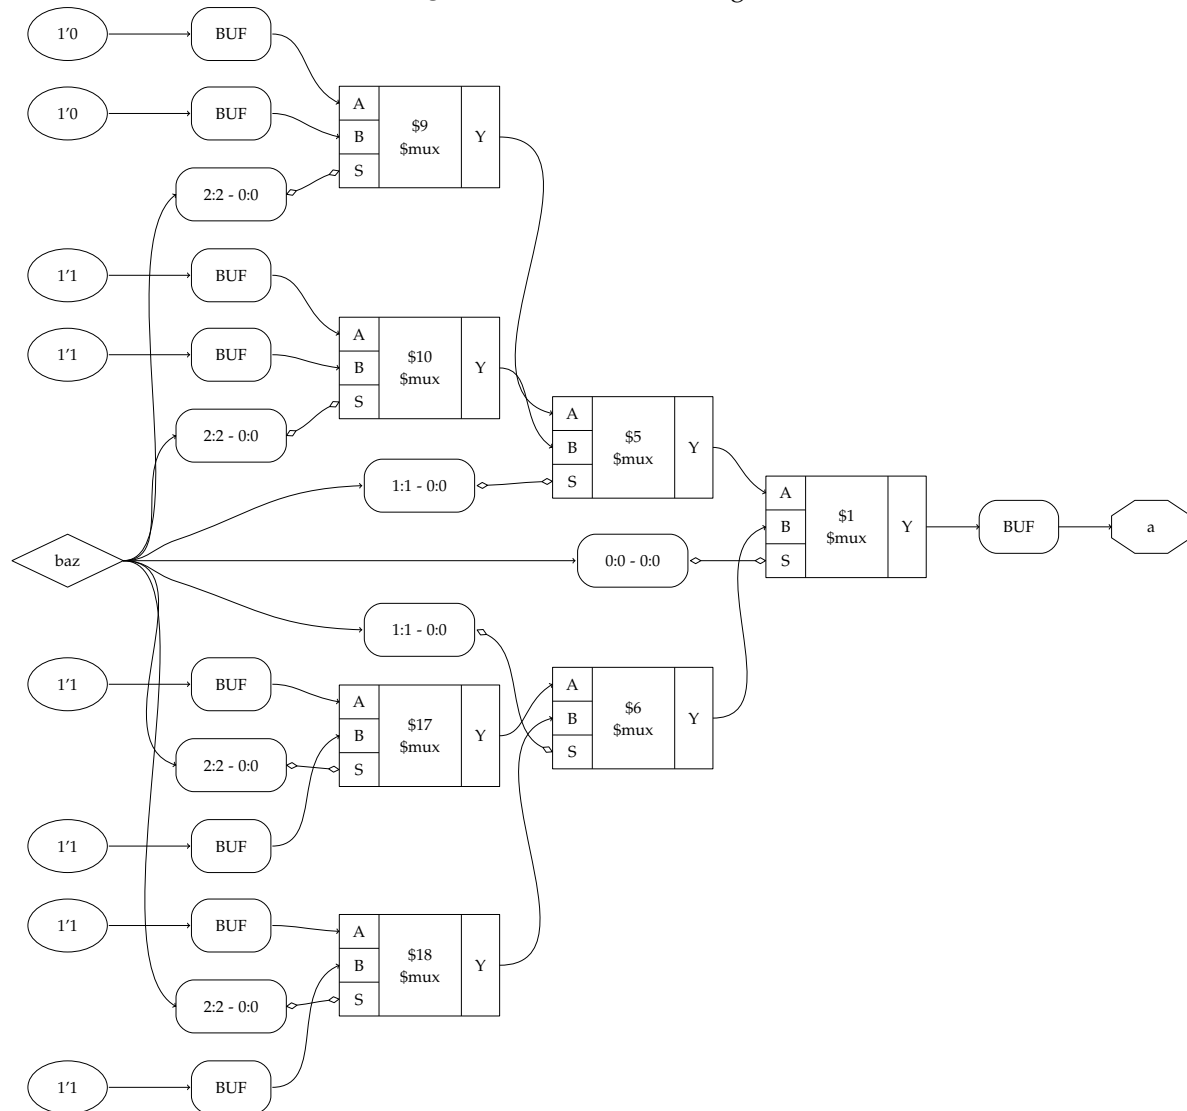 1'0
BUF
1'0
BUF
A
B
S
$9
$mux
Y
2:2 - 0:0
1'1
BUF
1'1
BUF
A
B
S
$10
$mux
Y
2:2 - 0:0
A
B
S
$5
$mux
Y
1:1 - 0:0
A
B
S
$1
$mux
Y
BUF
a
baz
0:0 - 0:0
1:1 - 0:0
1'1
BUF
A
B
S
$17
$mux
Y
A
B
S
$6
$mux
Y
2:2 - 0:0
1'1
BUF
1'1
BUF
A
B
S
$18
$mux
Y
2:2 - 0:0
1'1
BUF